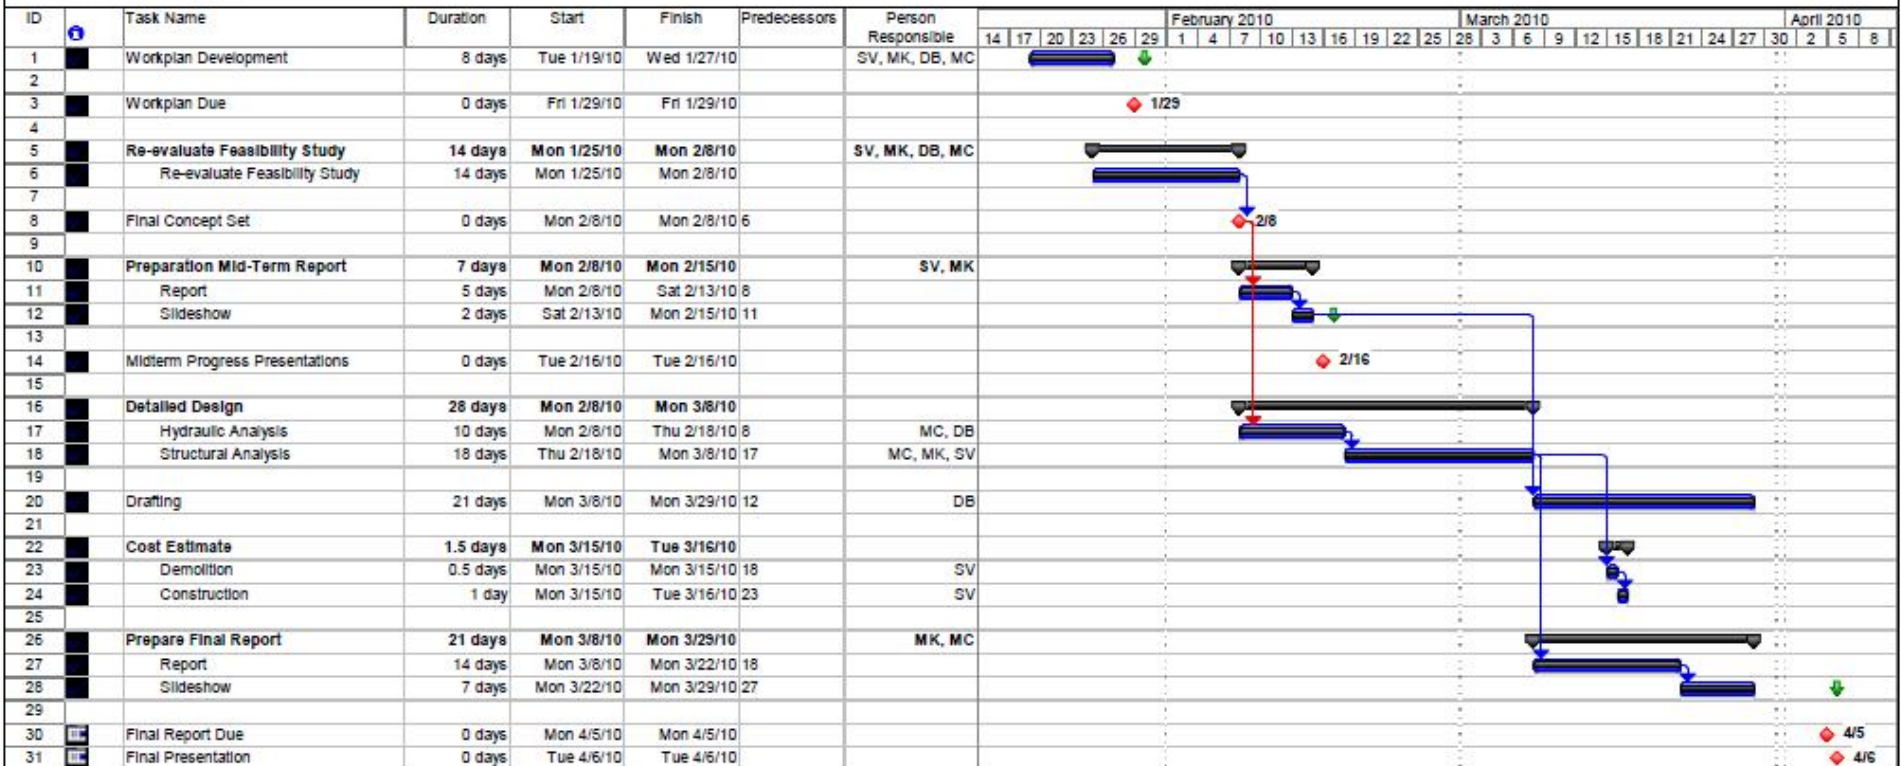 ID Task Name Duration Start Finish Predecessors Person Responsible February 2010 March 2010 April 2010
14 17 20 23 26 29 1 4 7 10 13 16 19 22 25 28 3 6 9 12 15 18 21 24 27 30 2 5 8
1 Workplan Development 8 days Tue 1/19/10 Wed 1/27/10 SV, MK, DB, MC
2
3 Workplan Due 0 days Fri 1/29/10 Fri 1/29/10 1/29
4
5 Re-evaluate Feasibility Study 14 days Mon 1/25/10 Mon 2/8/10 SV, MK, DB, MC
6 Re-evaluate Feasibility Study 14 days Mon 1/25/10 Mon 2/8/10
7
8 Final Concept Set 0 days Mon 2/8/10 Mon 2/8/10 6 2/8
9
10 Preparation Mid-Term Report 7 days Mon 2/8/10 Mon 2/15/10 SV, MK
11 Report 5 days Mon 2/8/10 Sat 2/13/10 8
12 Slideshow 2 days Sat 2/13/10 Mon 2/15/10 11
13
14 Midterm Progress Presentations 0 days Tue 2/16/10 Tue 2/16/10 2/16
15
16 Detailed Design 28 days Mon 2/8/10 Mon 3/8/10
17 Hydraulic Analysis 10 days Mon 2/8/10 Thu 2/18/10 8 MC, DB
18 Structural Analysis 18 days Thu 2/18/10 Mon 3/8/10 17 MC, MK, SV
19
20 Drafting 21 days Mon 3/8/10 Mon 3/29/10 12 DB
21
22 Cost Estimate 1.5 days Mon 3/15/10 Tue 3/16/10
23 Demolition 0.5 days Mon 3/15/10 Mon 3/15/10 18 SV
24 Construction 1 day Mon 3/15/10 Tue 3/16/10 23 SV
25
26 Prepare Final Report 21 days Mon 3/8/10 Mon 3/29/10 MK, MC
27 Report 14 days Mon 3/8/10 Mon 3/22/10 18
28 Slideshow 7 days Mon 3/22/10 Mon 3/29/10 27
29
30 Final Report Due 0 days Mon 4/5/10 Mon 4/5/10 4/5
31 Final Presentation 0 days Tue 4/6/10 Tue 4/6/10 4/6